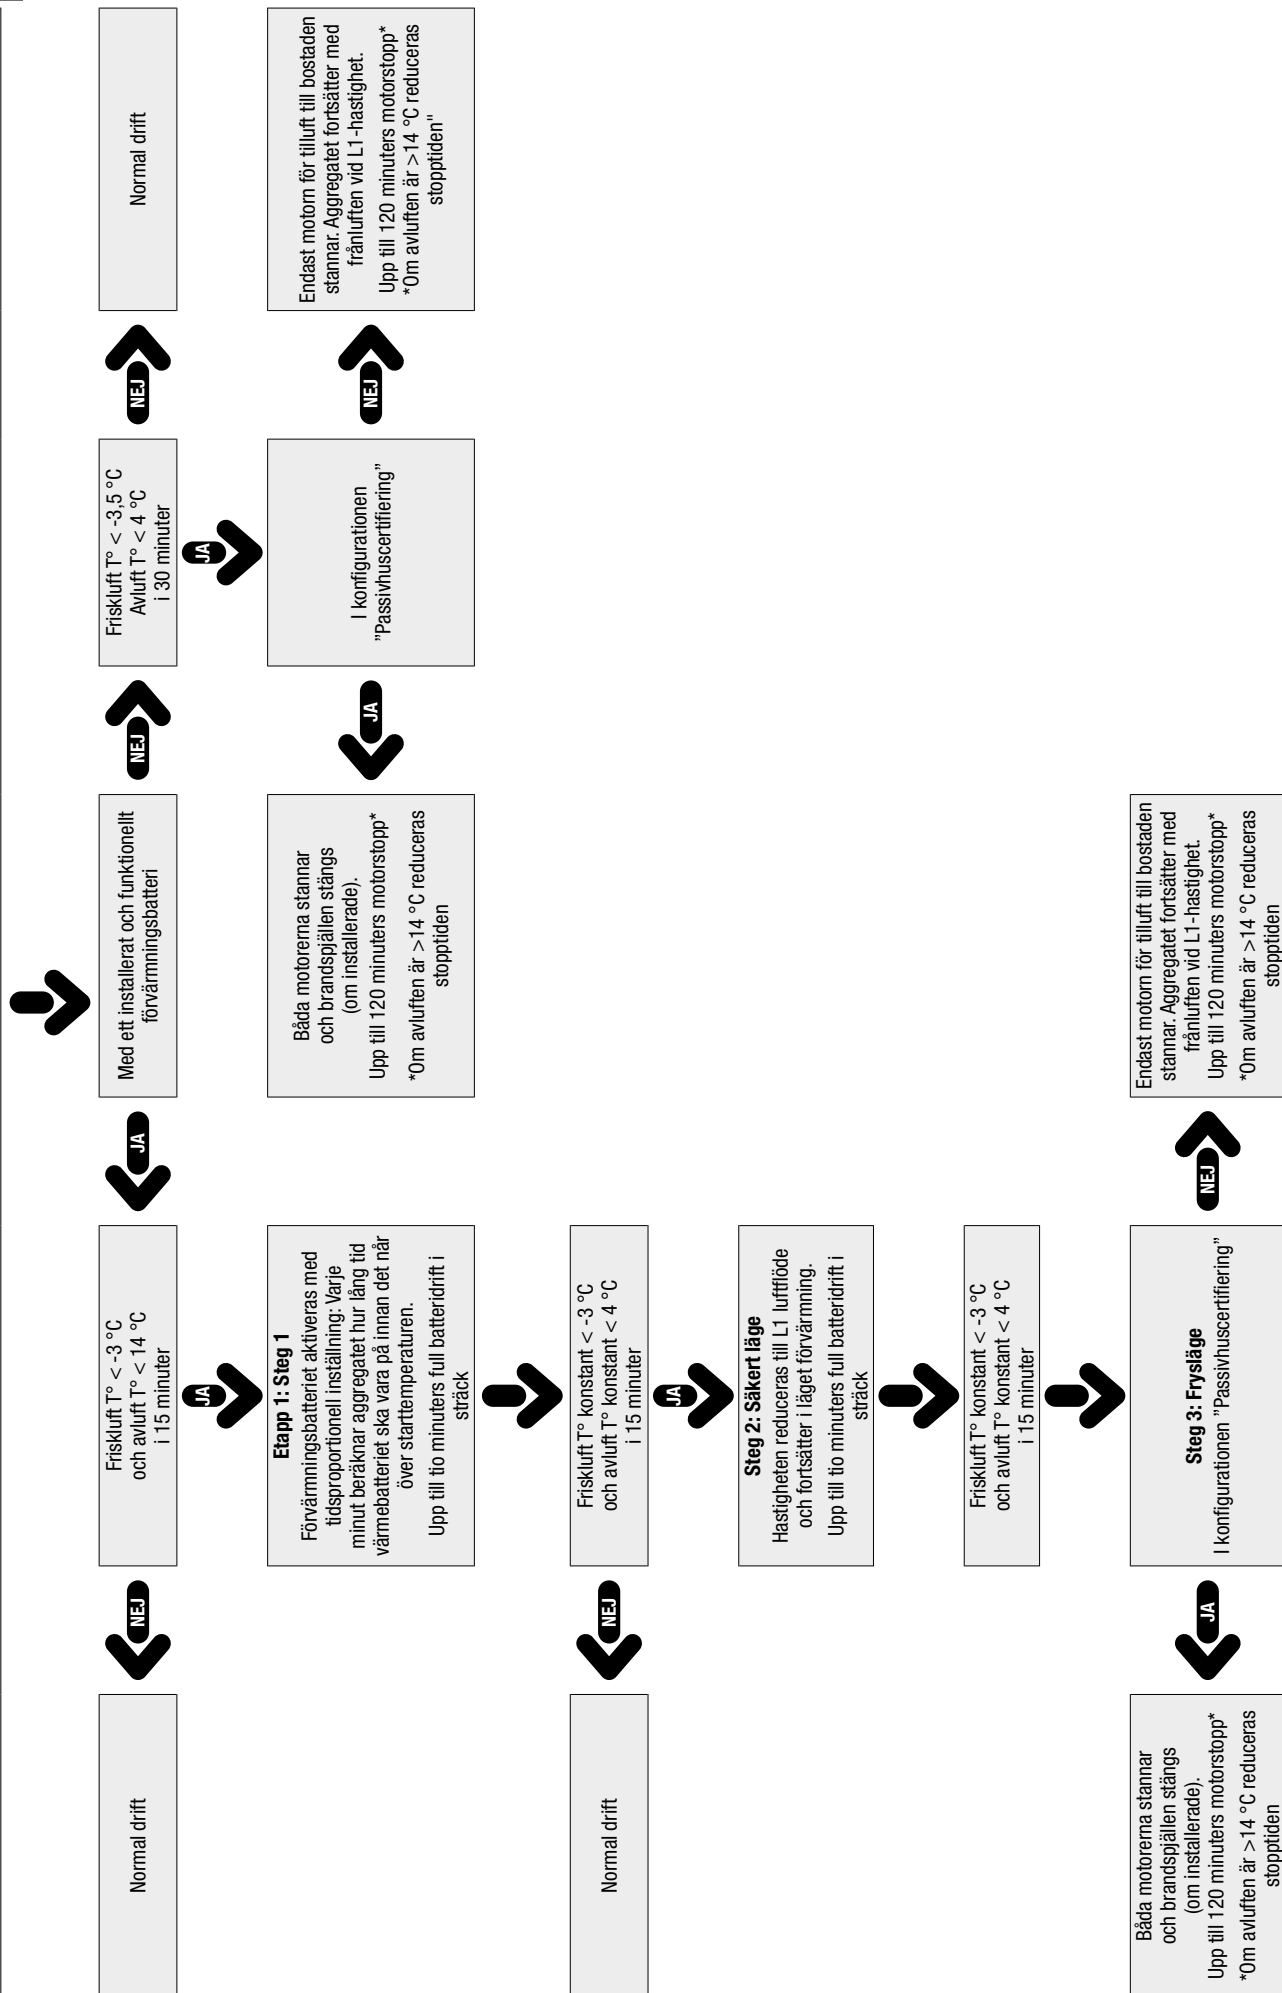 Med ett installerat och funktionellt
förvärmningsbatteri
JA
NEJ
Friskluft T° < -3 °C
och avluft T° < 14 °C
i 15 minuter
NEJ
Normal drift
JA
Etapp 1: Steg 1
Förvärmningsbatteriet aktiveras med
tidsproportionell inställning: Varje
minut beräknar aggregatet hur lång tid
värmebatteriet ska vara på innan det når
över starttemperaturen.
Upp till tio minuters full batteridrift i
sträck
Friskluft T° konstant < -3 °C
och avluft T° konstant < 4 °C
i 15 minuter
NEJ
Normal drift
JA
Steg 2: Säkert läge
Hastigheten reduceras till L1 luftflöde
och fortsätter i läget förvärmning.
Upp till tio minuters full batteridrift i
sträck
Friskluft T° konstant < -3 °C
och avluft T° konstant < 4 °C
i 15 minuter
Steg 3: Frysläge
I konfigurationen ”Passivhuscertifiering”
JA
Båda motorerna stannar
och brandspjällen stängs
(om installerade).
Upp till 120 minuters motorstopp*
*Om avluften är >14 °C reduceras
stopptiden
NEJ
Endast motorn för tilluft till bostaden
stannar. Aggregatet fortsätter med
frånluften vid L1-hastighet.
Upp till 120 minuters motorstopp*
*Om avluften är >14 °C reduceras
stopptiden
Friskluft T° < -3,5 °C
Avluft T° < 4 °C
i 30 minuter
NEJ
Normal drift
JA
I konfigurationen
”Passivhuscertifiering”
JA
Båda motorerna stannar
och brandspjällen stängs
(om installerade).
Upp till 120 minuters motorstopp*
*Om avluften är >14 °C reduceras
stopptiden
NEJ
Endast motorn för tilluft till bostaden
stannar. Aggregatet fortsätter med
frånluften vid L1-hastighet.
Upp till 120 minuters motorstopp*
*Om avluften är >14 °C reduceras
stopptiden"